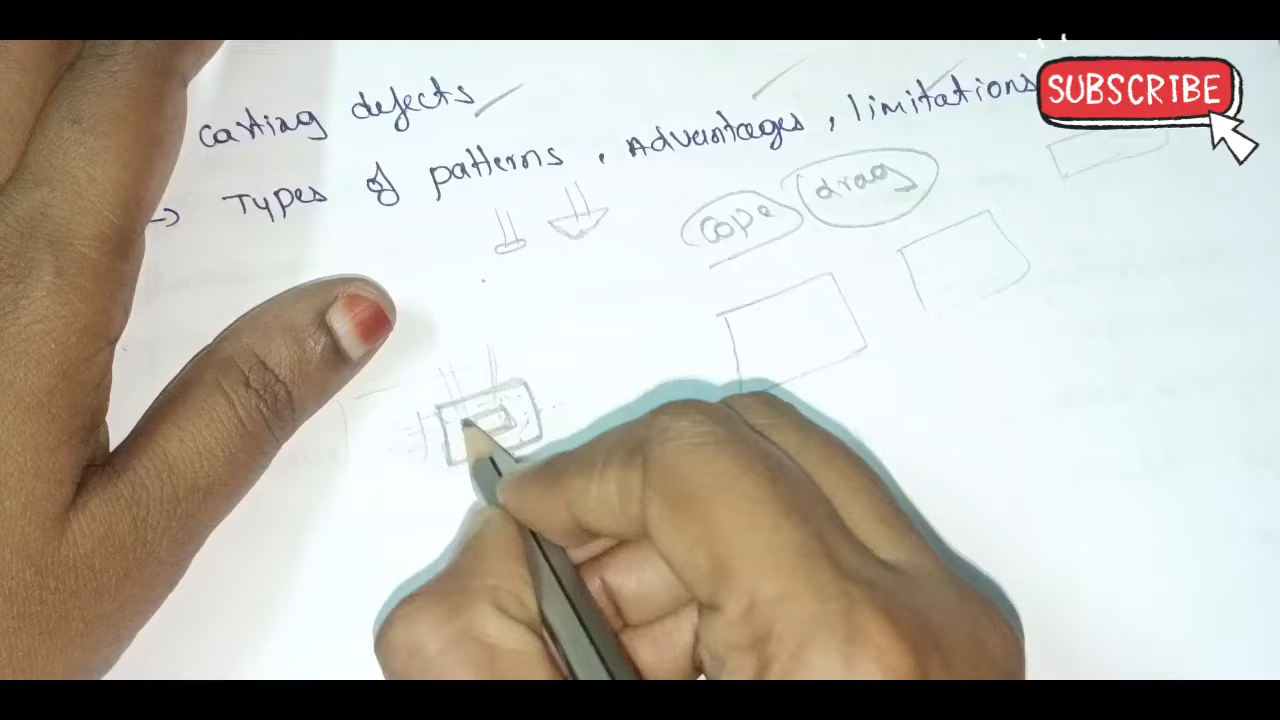 casting defects
→ Types of patterns, Advantages, limitations
cope drag
SUBSCRIBE